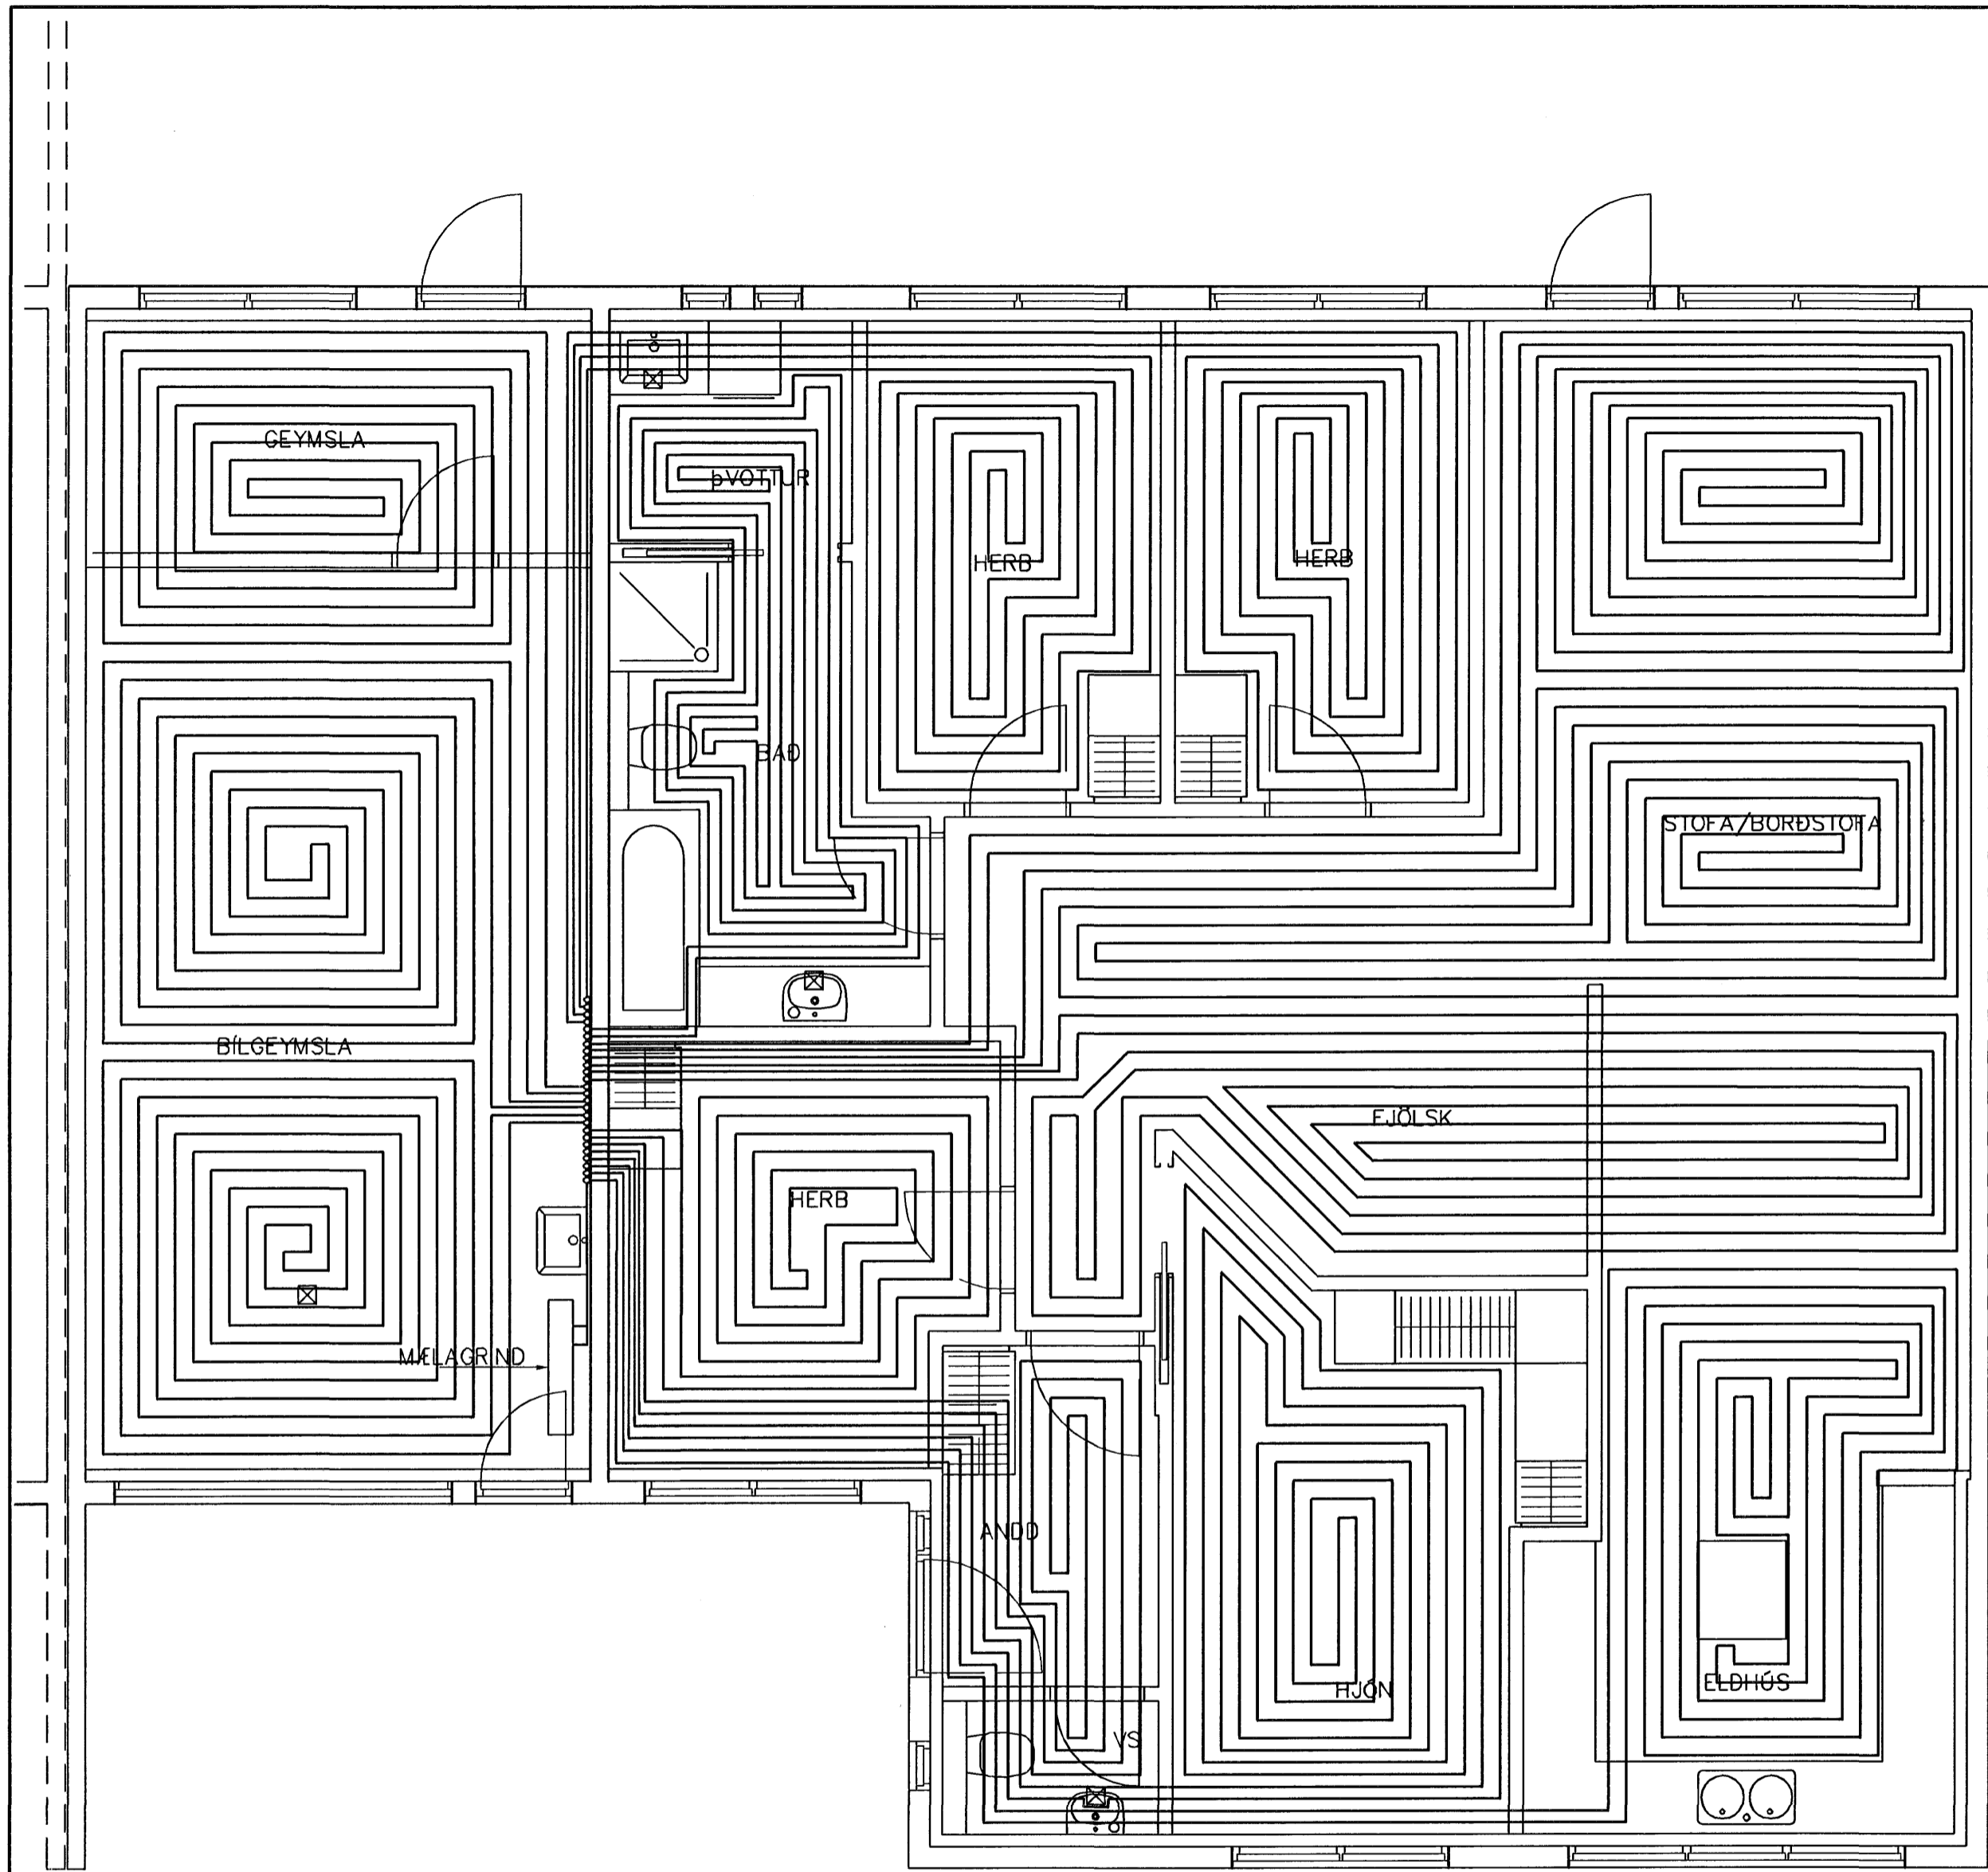 GEYMSLA
ÞVOTTUR
HERB
HERB
BAÐ
STOFA/BORÐSTOFA
BÍLGEYMSLA
FJÖLSK
HERB
MÆLAGRIND
ANDD
HJÓN
ELDHÚS
VS